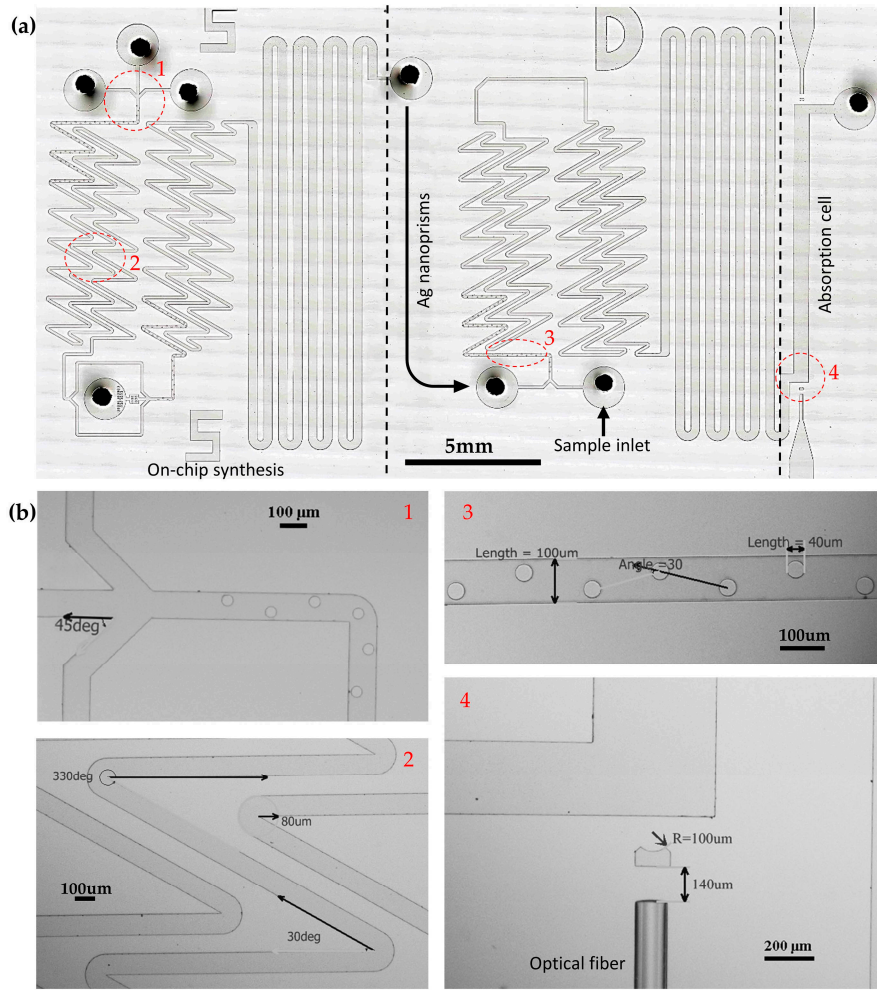 (a)
S
D
1
2
3
4
Ag nanoprisms
Absorption cell
S
5mm
Sample inlet
On-chip synthesis
(b)
100 µm
1
45deg
3
Length = 100um
Length = 40um
Angle =30
100um
2
330deg
80um
100um
30deg
4
R=100um
140um
Optical fiber
200 µm